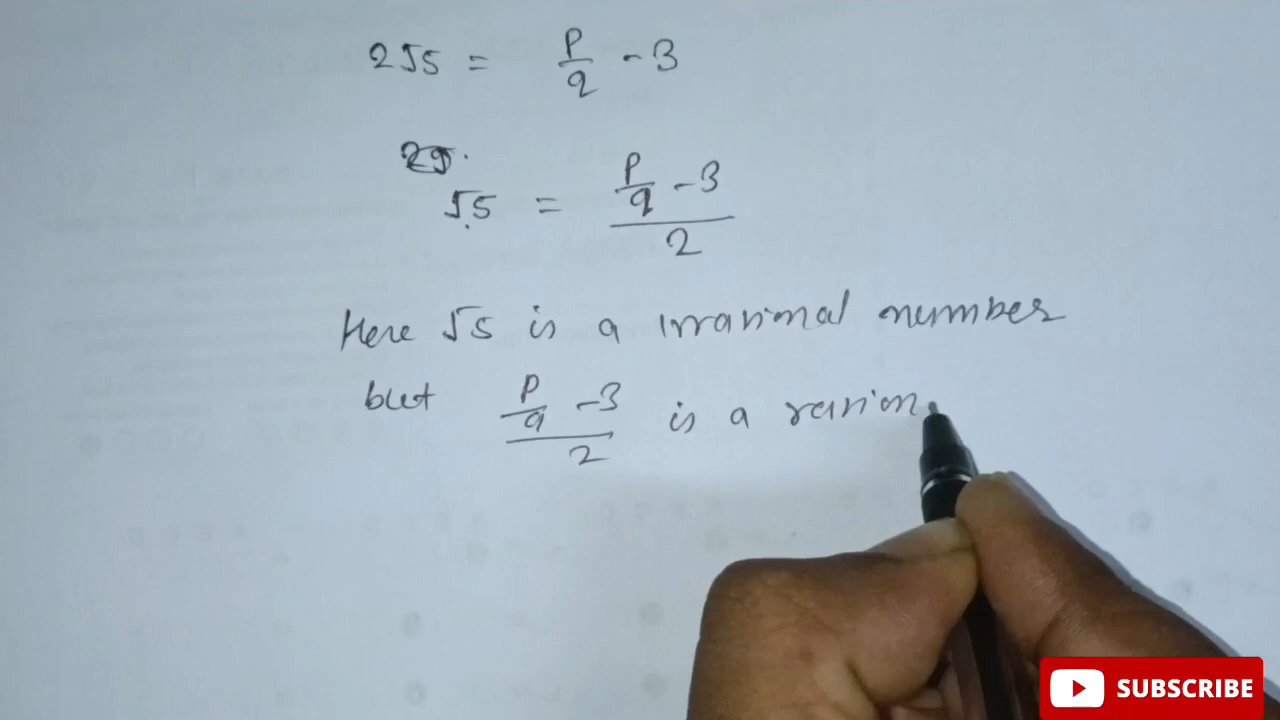 2√5 = p/q - 3
√5 = (p/q - 3)/2
Here √5 is a irrational number
but (p/q - 3)/2 is a ration
SUBSCRIBE